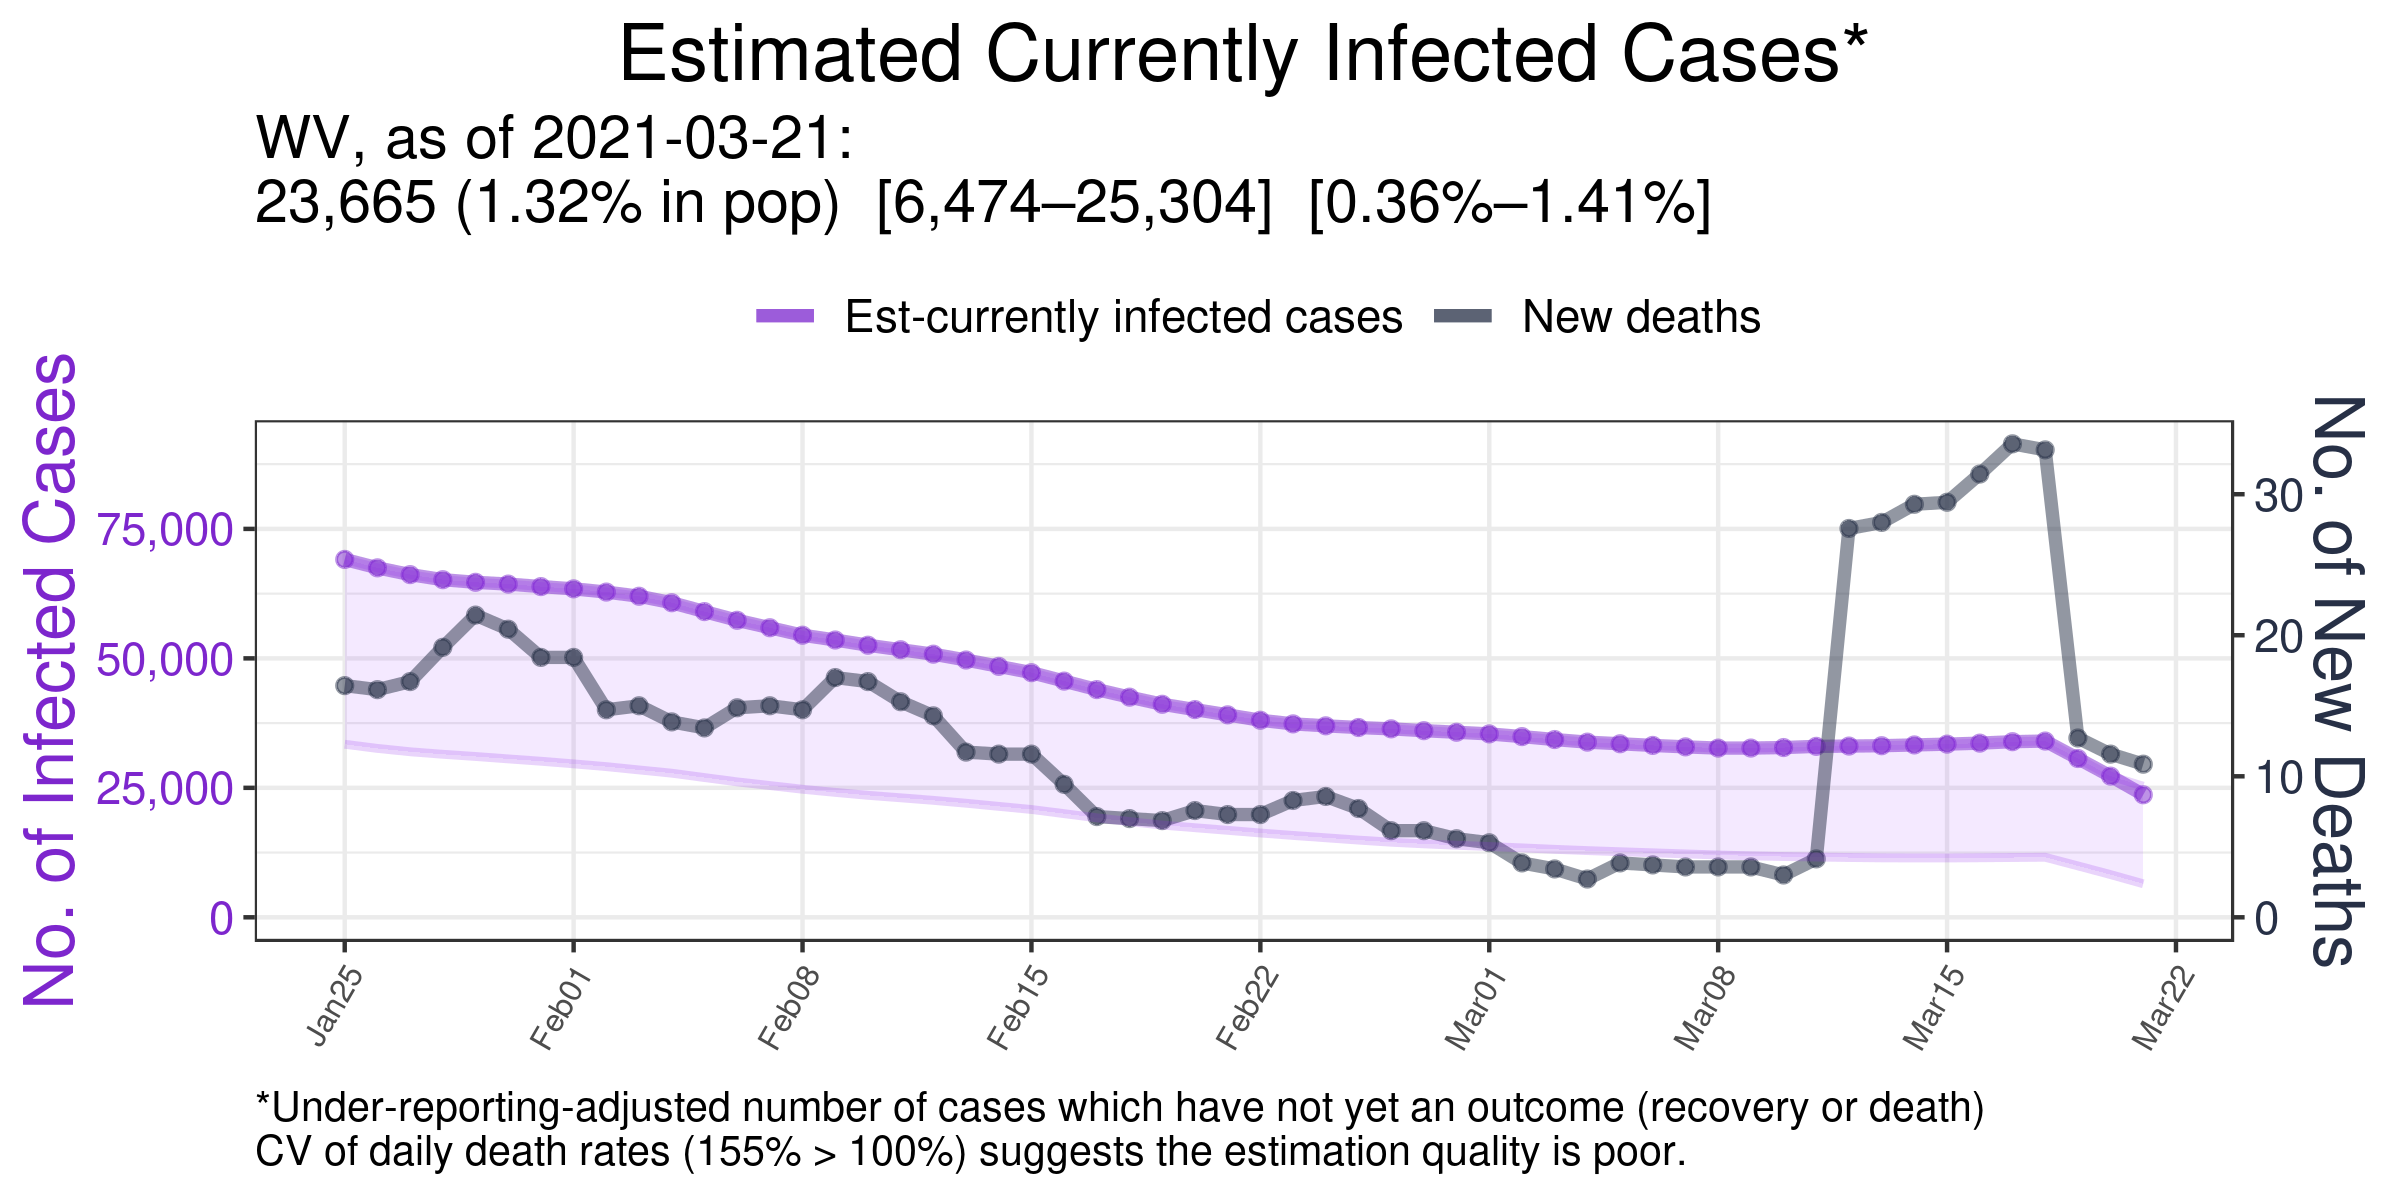 Estimated Currently Infected Cases*
WV, as of 2021-03-21:
23,665 (1.32% in pop)  [6,474–25,304]  [0.36%–1.41%]
Est-currently infected cases
New deaths
No. of Infected Cases
75,000
50,000
25,000
0
30
20
10
0
No. of New Deaths
Jan25
Feb01
Feb08
Feb15
Feb22
Mar01
Mar08
Mar15
Mar22
*Under-reporting-adjusted number of cases which have not yet an outcome (recovery or death)
CV of daily death rates (155% > 100%) suggests the estimation quality is poor.